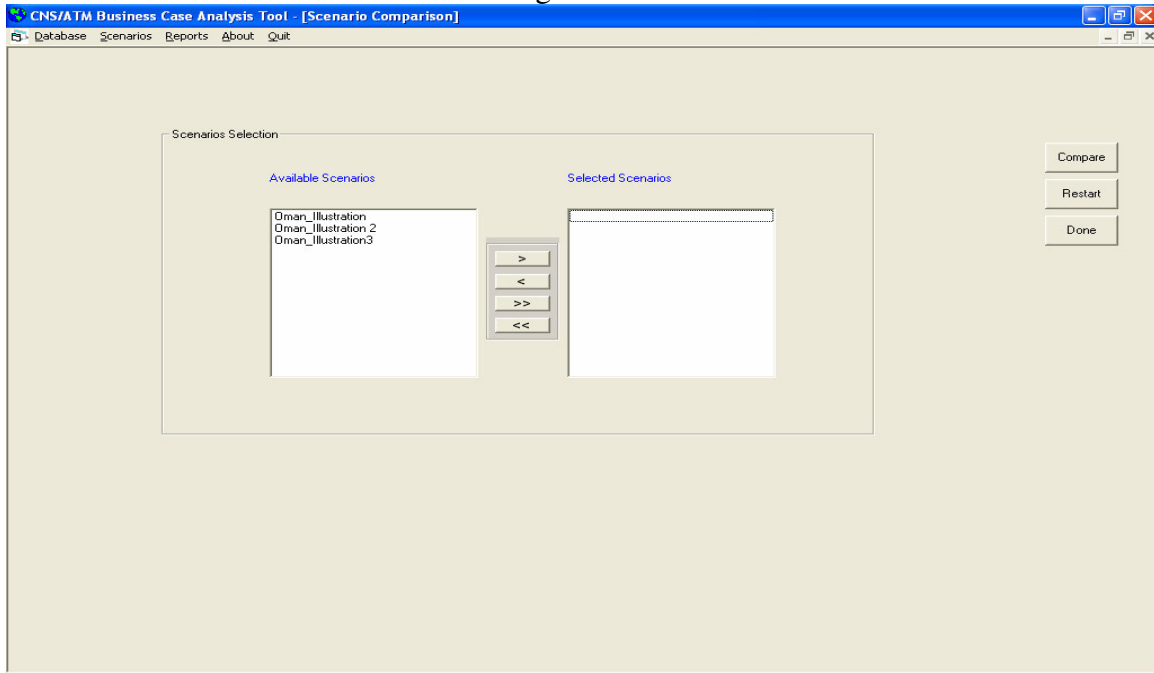 CNS/ATM Business Case Analysis Tool - [Scenario Comparison]
Database Scenarios Reports About Quit
Scenarios Selection
Available Scenarios
Oman_Illustration
Oman_Illustration 2
Oman_Illustration3
>
<
>>
<<
Selected Scenarios
Compare
Restart
Done